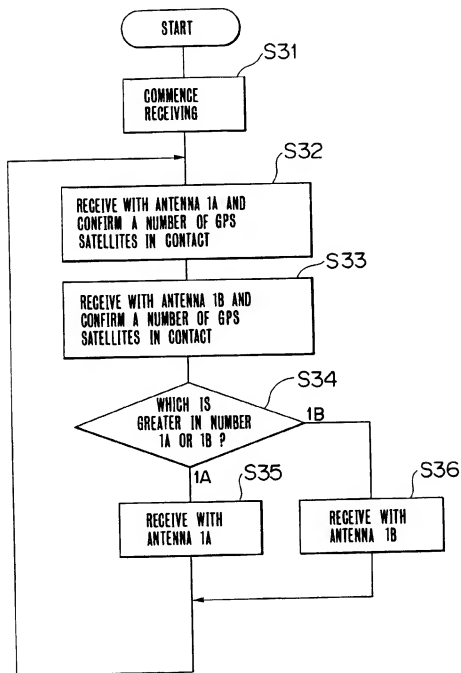 START
S31
COMMENCE
RECEIVING
S32
RECEIVE WITH ANTENNA 1A AND
CONFIRM A NUMBER OF GPS
SATELLITES IN CONTACT
S33
RECEIVE WITH ANTENNA 1B AND
CONFIRM A NUMBER OF GPS
SATELLITES IN CONTACT
S34
WHICH IS
GREATER IN NUMBER
1A OR 1B ?
1B
1A
S35
RECEIVE WITH
ANTENNA 1A
S36
RECEIVE WITH
ANTENNA 1B